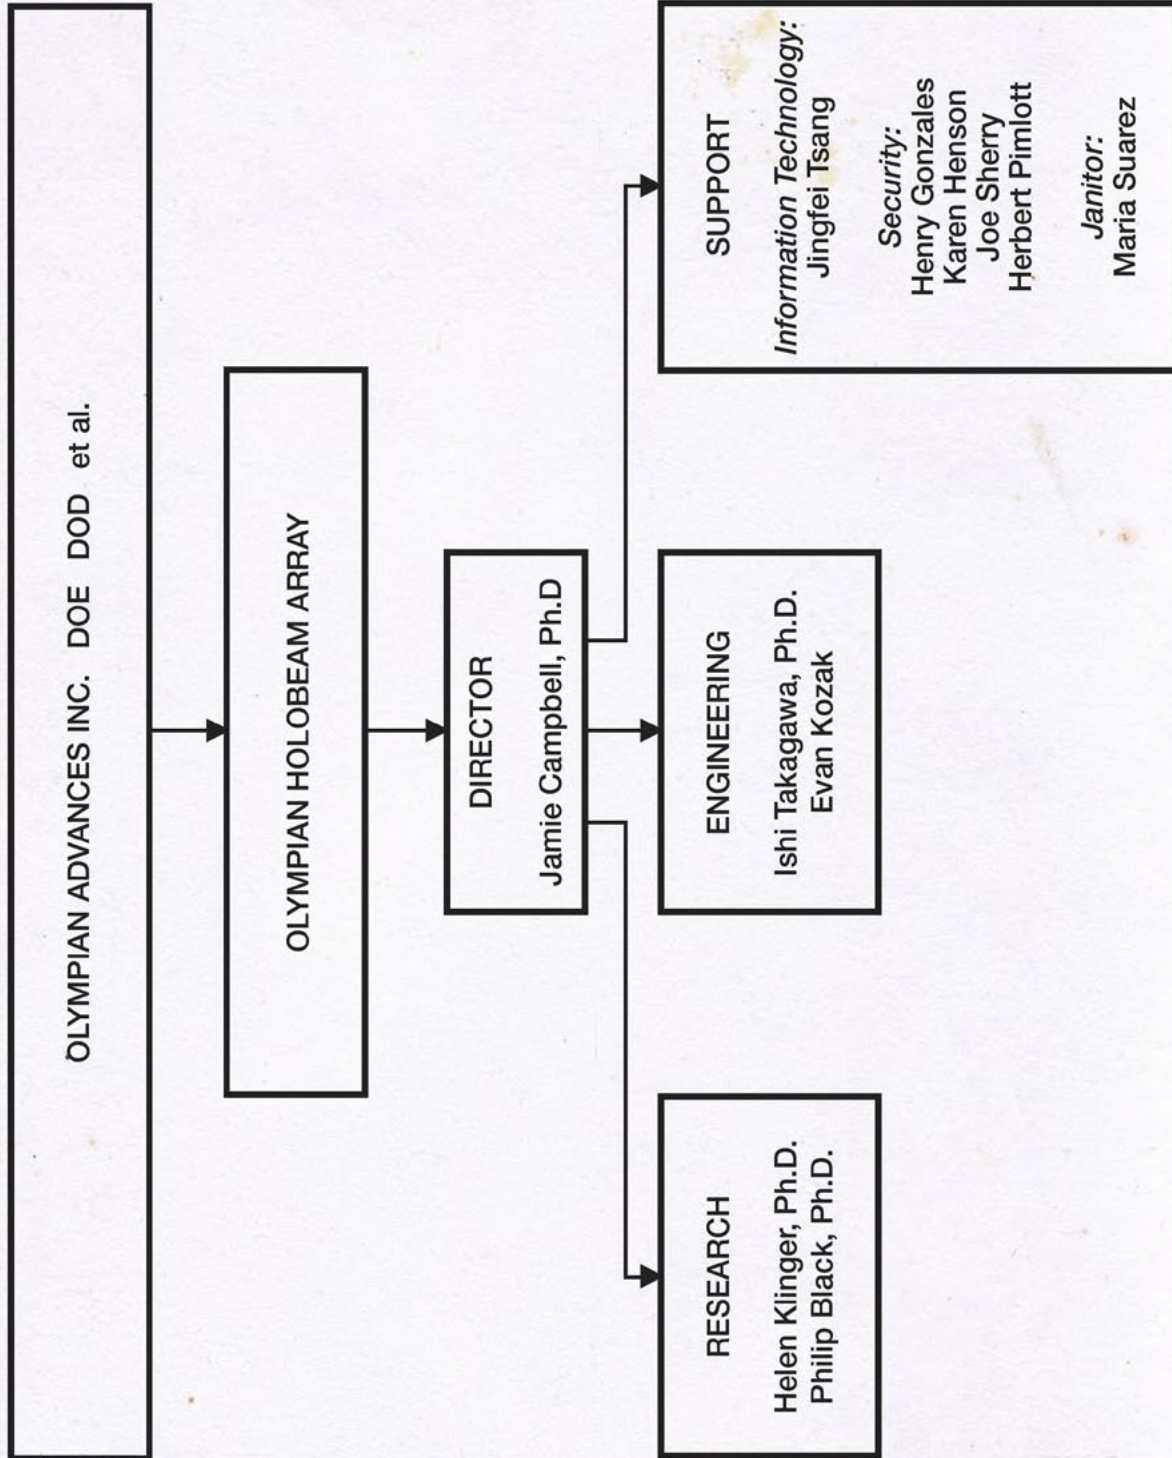 OLYMPIAN ADVANCES INC. DOE DOD et al.
OLYMPIAN HOLOBEAM ARRAY
DIRECTOR
Jamie Campbell, Ph.D
RESEARCH
Helen Klinger, Ph.D.
Philip Black, Ph.D.
ENGINEERING
Ishi Takagawa, Ph.D.
Evan Kozak
SUPPORT
Information Technology:
Jingfei Tsang
Security:
Henry Gonzales
Karen Henson
Joe Sherry
Herbert Pimlott
Janitor:
Maria Suarez